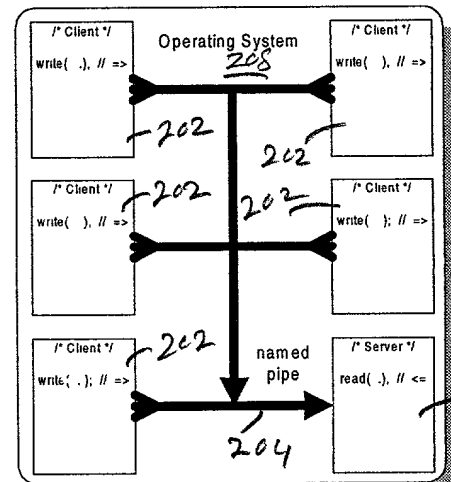 /* Client */
write( .), // =>
202
Operating System
208
/* Client */
write( ), // =>
202
/* Client */
write( ), // =>
202
/* Client */
write( ); // =>
202
/* Client */
write( . ); // =>
202
named
pipe
204
/* Server */
read( .), // <=